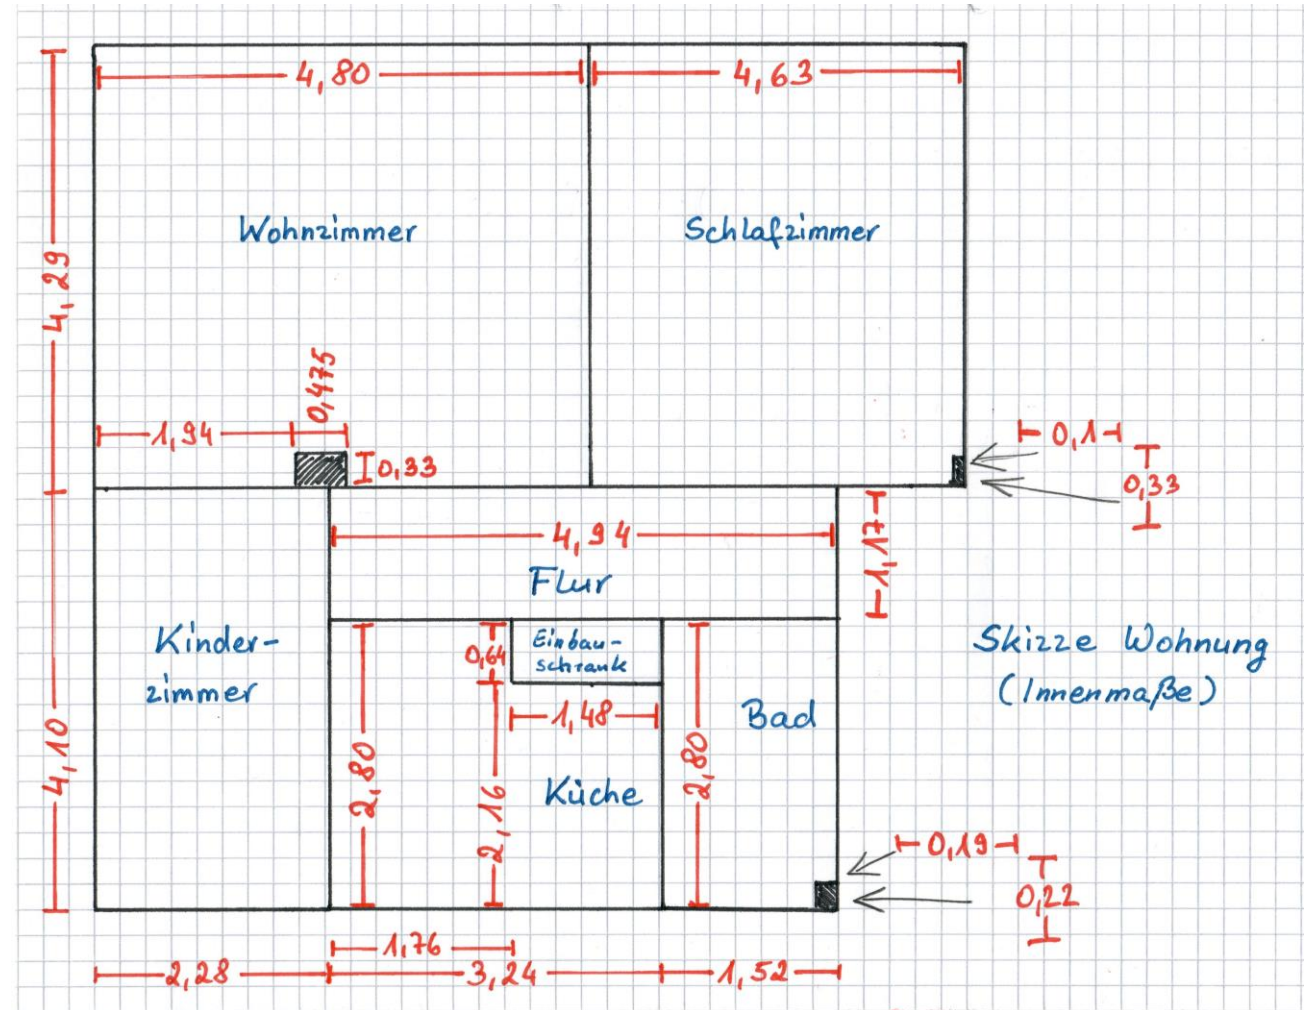 4,80
4,63
4,29
Wohnzimmer
Schlafzimmer
0,475
1,94
0,33
0,1
0,33
4,94
1,17
Flur
Kinder-
zimmer
0,64
Einbau-
schrank
Skizze Wohnung
(Innenmaße)
1,48
Bad
4,10
2,80
2,16
Küche
2,80
0,19
0,22
1,76
2,28
3,24
1,52